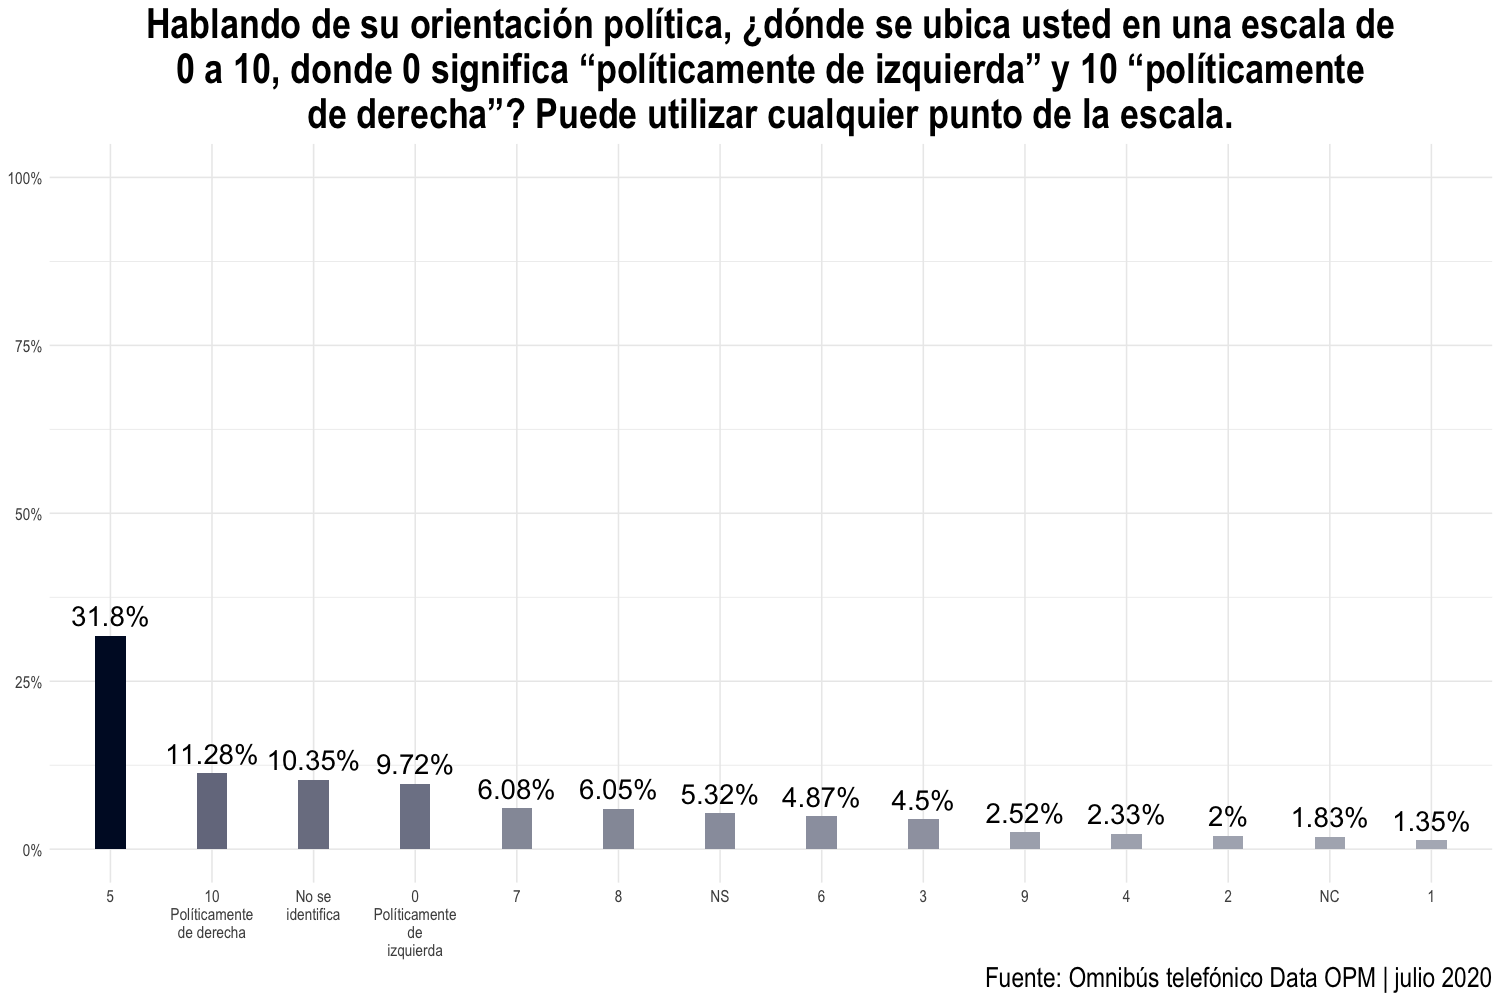 Hablando de su orientación política, ¿dónde se ubica usted en una escala de
0 a 10, donde 0 significa “políticamente de izquierda” y 10 “políticamente
de derecha”? Puede utilizar cualquier punto de la escala.
100%
75%
50%
25%
0%
31.8%
11.28%
10.35%
9.72%
6.08%
6.05%
5.32%
4.87%
4.5%
2.52%
2.33%
2%
1.83%
1.35%
5
10
Políticamente
de derecha
No se
identifica
0
Políticamente
de
izquierda
7
8
NS
6
3
9
4
2
NC
1
Fuente: Omnibús telefónico Data OPM | julio 2020